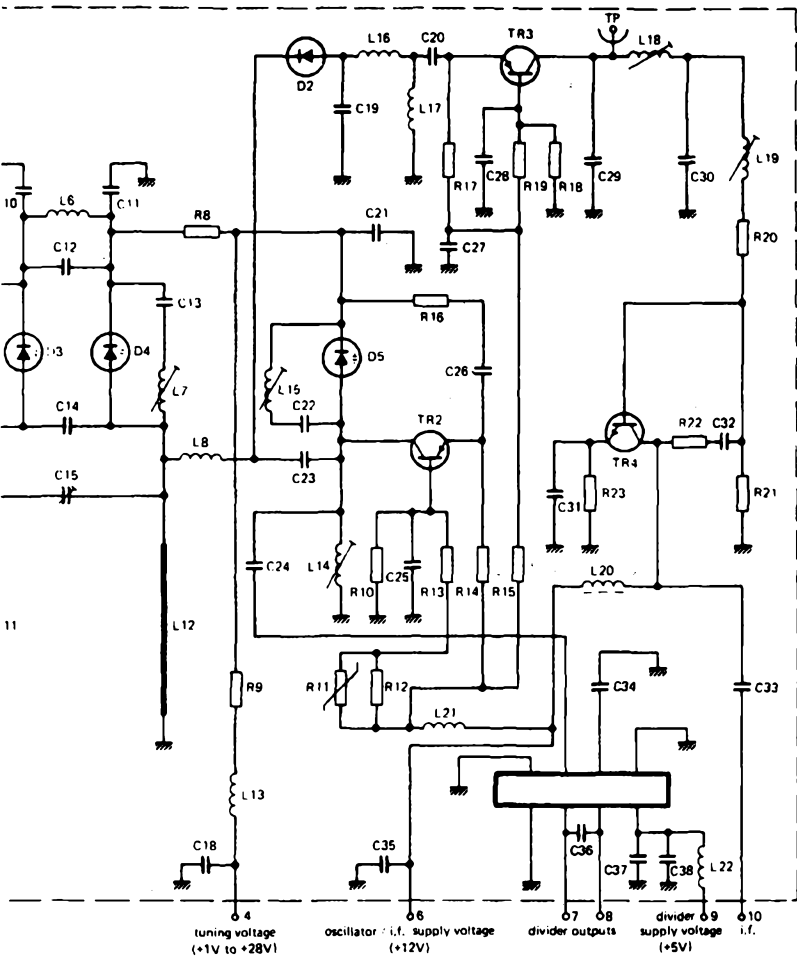 TP
TR3
L16
C20
L18
D2
C19
L17
R17
C28
R19
R18
C29
C30
L19
10
L6
C11
R8
C21
C27
R20
C12
C13
R16
D3
D4
D5
L7
L15
C26
C14
C22
TR2
L8
C23
R22
C32
TR4
C15
C31
R23
R21
C24
L14
R10
C25
R13
R14
R15
L20
11
L12
R9
R11
R12
C34
C33
L21
L13
C18
C35
C36
C37
C38
L22
4
6
7
8
9
10
tuning voltage
(+1V to +28V)
oscillator / i.f. supply voltage
(+12V)
divider outputs
divider
supply voltage
(+5V)
i.f.